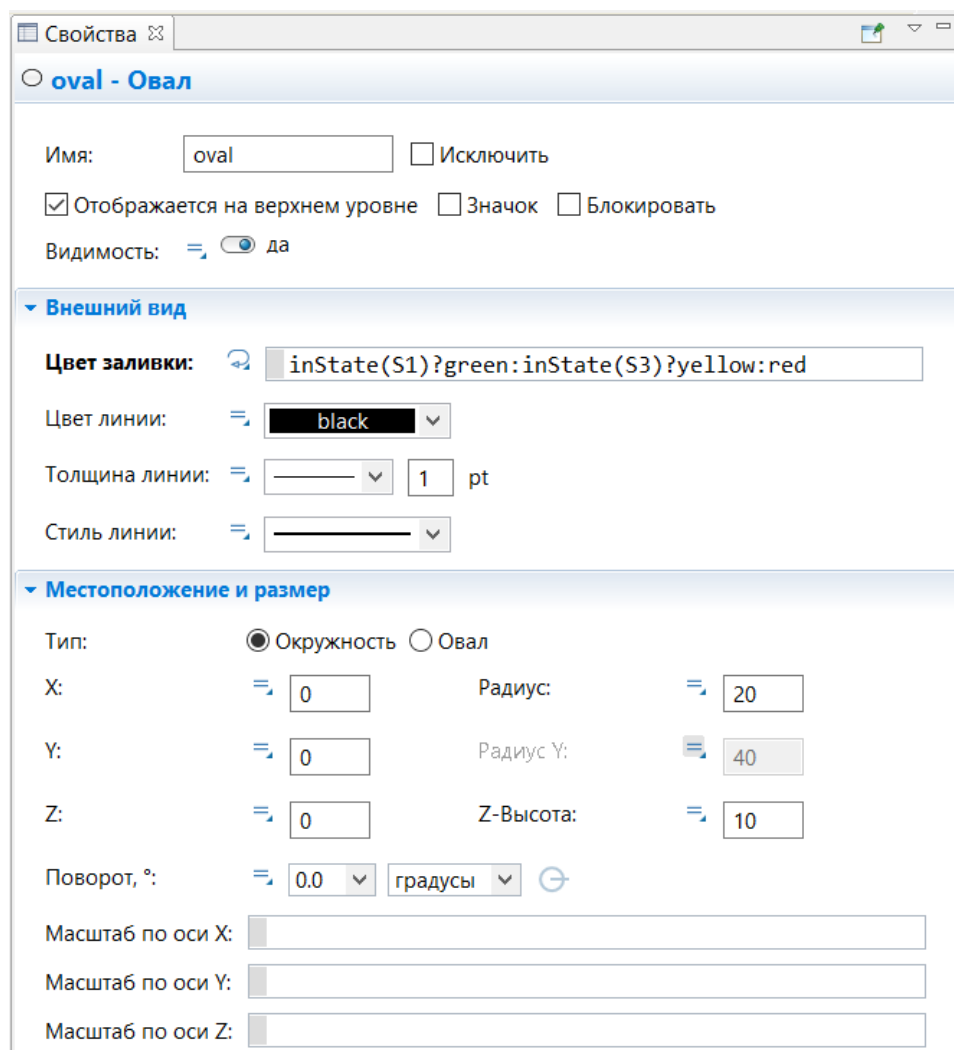 Свойства
oval - Овал
Имя: oval Исключить
Отображается на верхнем уровне Значок Блокировать
Видимость: да
Внешний вид
Цвет заливки: inState(S1)?green:inState(S3)?yellow:red
Цвет линии: black
Толщина линии: 1 pt
Стиль линии:
Местоположение и размер
Тип: Окружность Овал
X: 0 Радиус: 20
Y: 0 Радиус Y: 40
Z: 0 Z-Высота: 10
Поворот, °: 0.0 градусы
Масштаб по оси X:
Масштаб по оси Y:
Масштаб по оси Z: